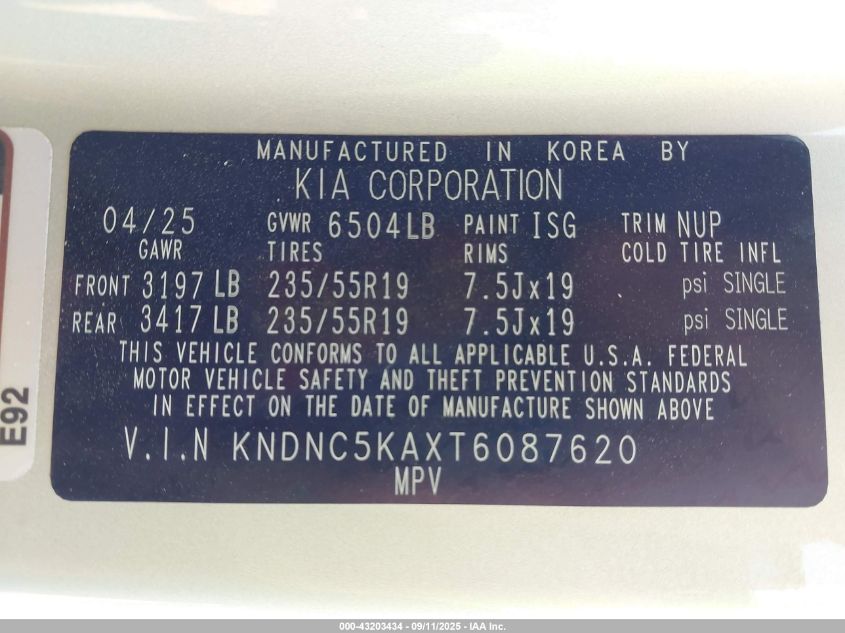 MANUFACTURED IN KOREA BY
KIA CORPORATION
04/25 GVWR 6504LB PAINT ISG TRIM NUP
GAWR TIRES RIMS COLD TIRE INFL
FRONT 3197 LB 235/55R19 7.5Jx19 psi SINGLE
REAR 3417 LB 235/55R19 7.5Jx19 psi SINGLE
THIS VEHICLE CONFORMS TO ALL APPLICABLE U.S.A. FEDERAL
MOTOR VEHICLE SAFETY AND THEFT PREVENTION STANDARDS
IN EFFECT ON THE DATE OF MANUFACTURE SHOWN ABOVE
V.I.N KNDNC5KAXT6087620
MPV
E92
000-43203434 - 09/11/2025 - IAA Inc.